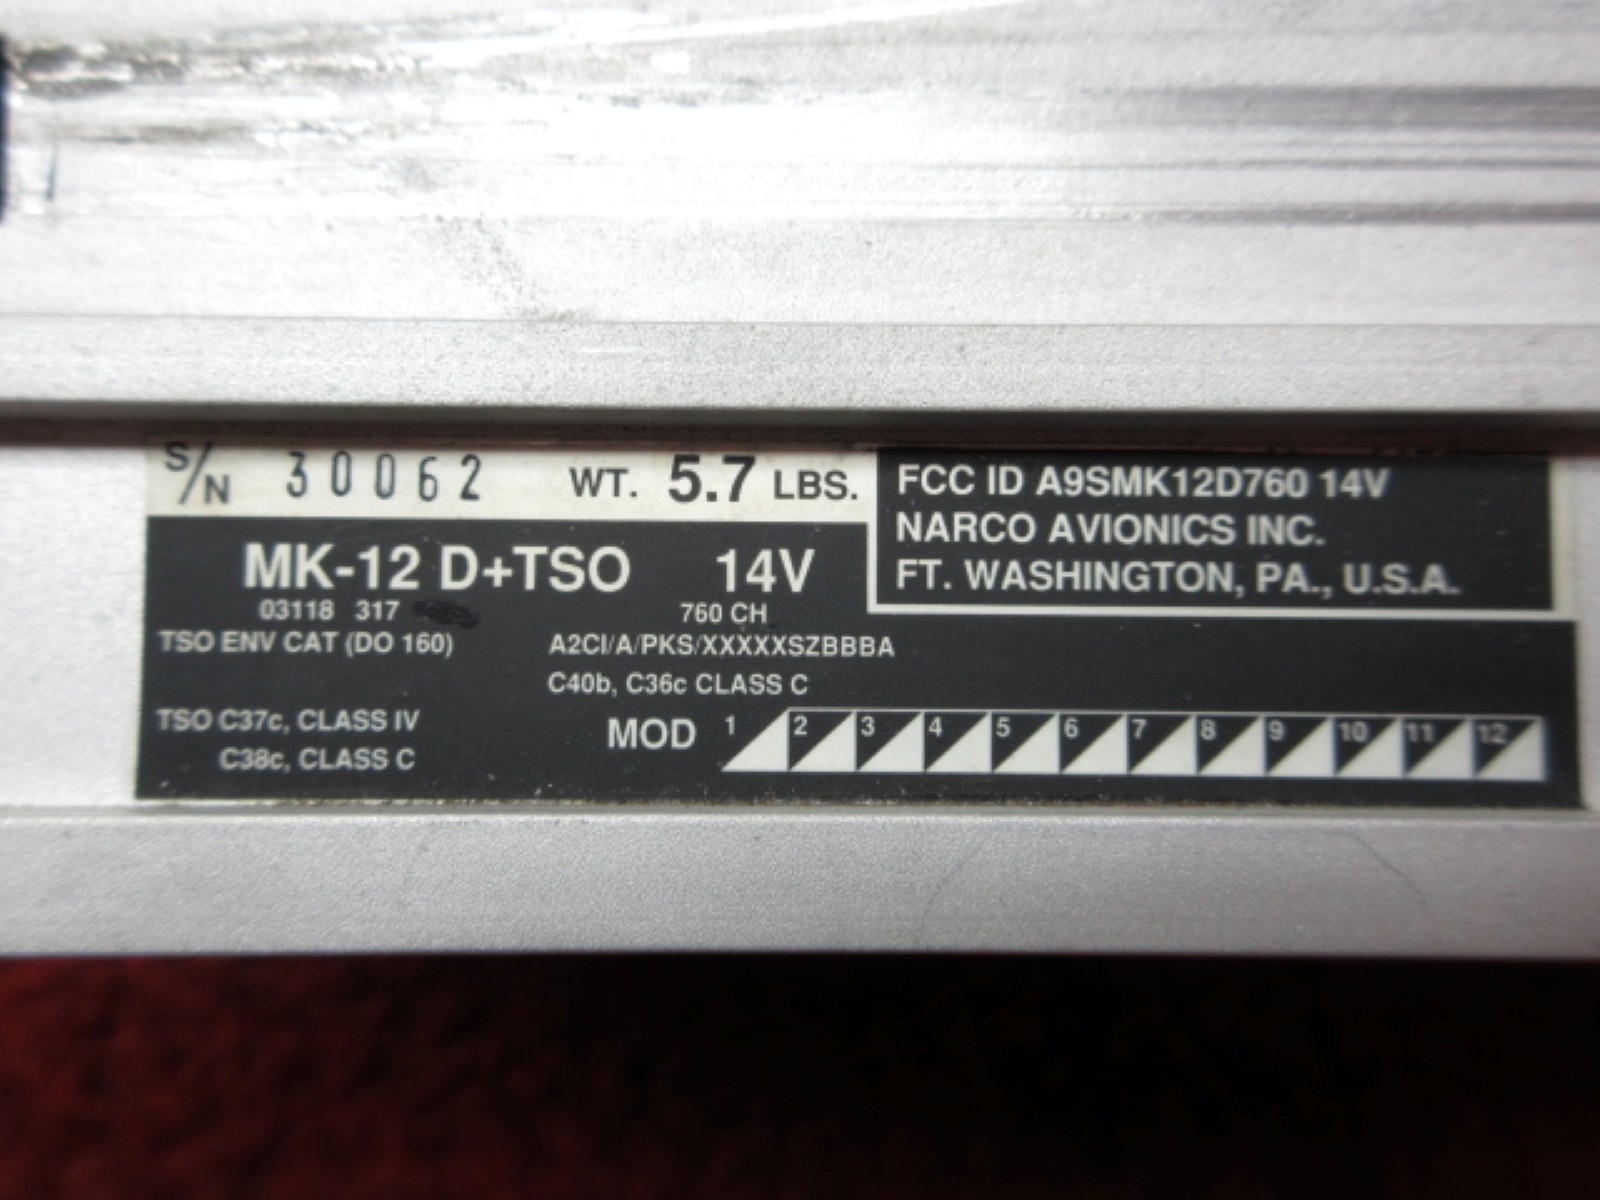 S/N 30062 WT. 5.7 LBS.
FCC ID A9SMK12D760 14V
NARCO AVIONICS INC.
FT. WASHINGTON, PA., U.S.A.
MK-12 D+TSO 14V
03118 317 760 CH
TSO ENV CAT (DO 160) A2CI/A/PKS/XXXXXSZBBBA
C40b, C36c CLASS C
TSO C37c, CLASS IV
C38c, CLASS C
MOD 1 2 3 4 5 6 7 8 9 10 11 12